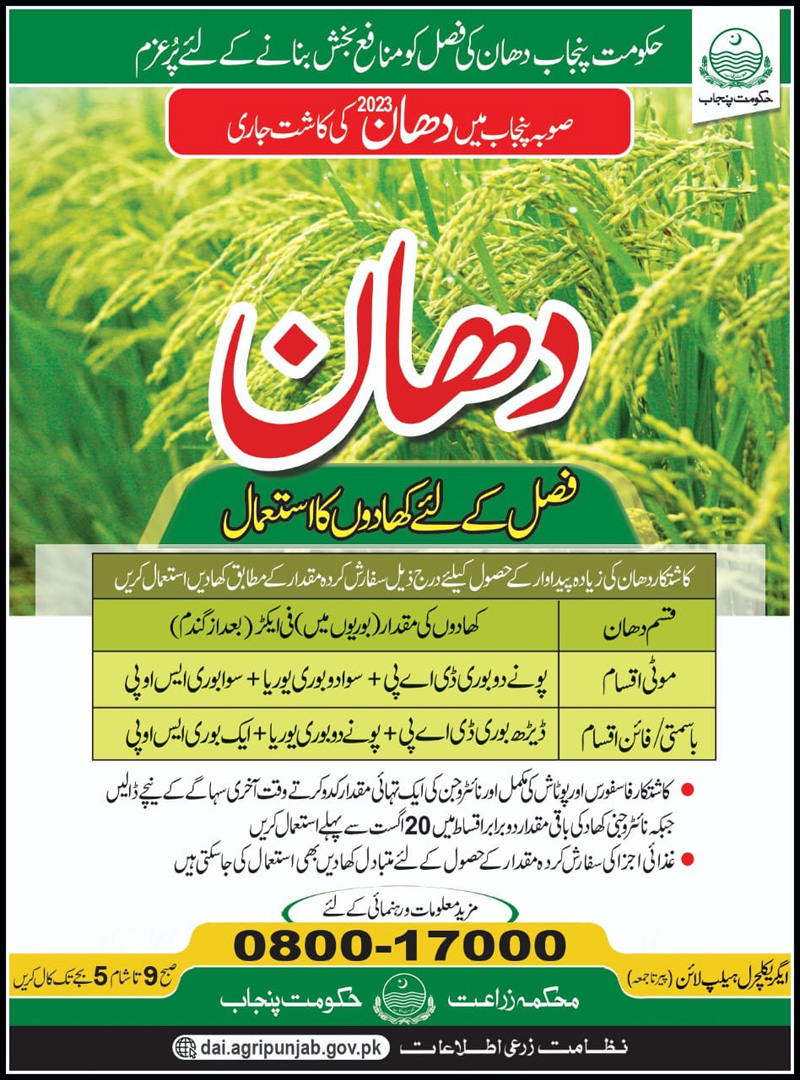 حکومت پنجاب دھان کی فصل کو منافع بخش بنانے کے لئے پُر عزم
حکومت پنجاب
صوبہ پنجاب میں دھان 2023 کی کاشت جاری
دھان
فصل کے لئے کھادوں کا استعمال
کاشتکار دھان کی زیادہ پیداوار کے حصول کیلئے درج ذیل سفارش کردہ مقدار کے مطابق کھادیں استعمال کریں
قسم دھان کھادوں کی مقدار (بوریوں میں) فی ایکڑ (بعد از گندم)
موٹی اقسام پونے دو بوری ڈی اے پی + سوا دو بوری یوریا + سوا بوری ایس او پی
باسمتی/ فائن اقسام ڈیڑھ بوری ڈی اے پی + پونے دو بوری یوریا + ایک بوری ایس او پی
● کاشتکار فاسفورس اور پوٹاش کی مکمل اور نائٹروجن کی ایک تہائی مقدار کدو کرتے وقت آخری سہاگے کے نیچے ڈالیں
جبکہ نائٹروجنی کھاد کی باقی مقدار دو برابر اقساط میں 20 اگست سے پہلے استعمال کریں
● غذائی اجزا کی سفارش کردہ مقدار کے حصول کے لئے متبادل کھادیں بھی استعمال کی جا سکتی ہیں
مزید معلومات و رہنمائی کے لئے
0800-17000
ایگریکلچرل ہیلپ لائن (پیر تا جمعہ) صبح 9 تا شام 5 بجے تک کال کریں
محکمہ زراعت حکومت پنجاب
نظامت زرعی اطلاعات dai.agripunjab.gov.pk